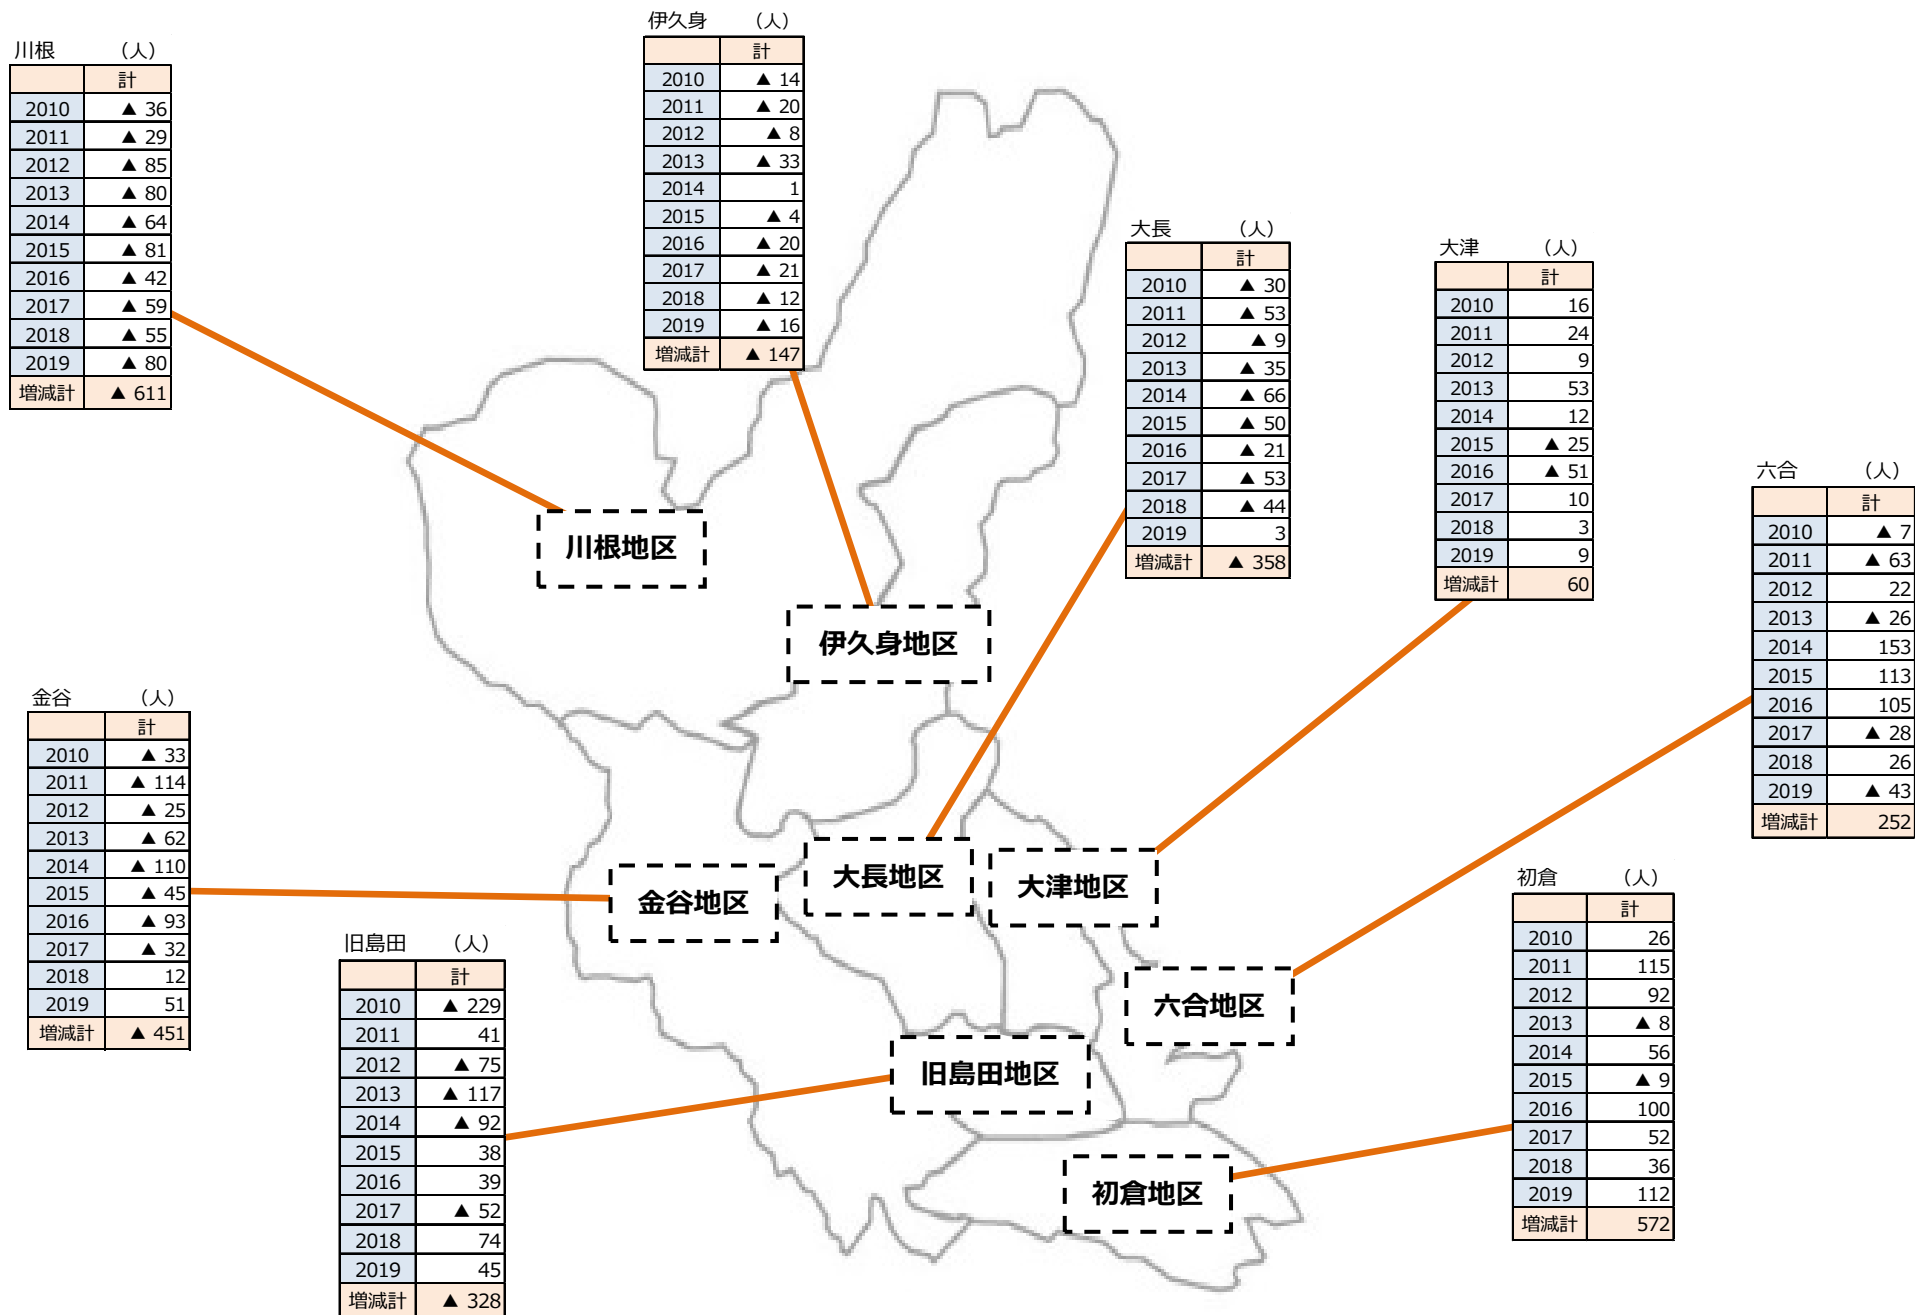 川根 （人）
計
2010 ▲ 36
2011 ▲ 29
2012 ▲ 85
2013 ▲ 80
2014 ▲ 64
2015 ▲ 81
2016 ▲ 42
2017 ▲ 59
2018 ▲ 55
2019 ▲ 80
増減計 ▲ 611
伊久身 （人）
計
2010 ▲ 14
2011 ▲ 20
2012 ▲ 8
2013 ▲ 33
2014 1
2015 ▲ 4
2016 ▲ 20
2017 ▲ 21
2018 ▲ 12
2019 ▲ 16
増減計 ▲ 147
大長 （人）
計
2010 ▲ 30
2011 ▲ 53
2012 ▲ 9
2013 ▲ 35
2014 ▲ 66
2015 ▲ 50
2016 ▲ 21
2017 ▲ 53
2018 ▲ 44
2019 3
増減計 ▲ 358
大津 （人）
計
2010 16
2011 24
2012 9
2013 53
2014 12
2015 ▲ 25
2016 ▲ 51
2017 10
2018 3
2019 9
増減計 60
六合 （人）
計
2010 ▲ 7
2011 ▲ 63
2012 22
2013 ▲ 26
2014 153
2015 113
2016 105
2017 ▲ 28
2018 26
2019 ▲ 43
増減計 252
川根地区
伊久身地区
金谷 （人）
計
2010 ▲ 33
2011 ▲ 114
2012 ▲ 25
2013 ▲ 62
2014 ▲ 110
2015 ▲ 45
2016 ▲ 93
2017 ▲ 32
2018 12
2019 51
増減計 ▲ 451
大長地区
大津地区
金谷地区
六合地区
旧島田地区
初倉地区
旧島田 （人）
計
2010 ▲ 229
2011 41
2012 ▲ 75
2013 ▲ 117
2014 ▲ 92
2015 38
2016 39
2017 ▲ 52
2018 74
2019 45
増減計 ▲ 328
初倉 （人）
計
2010 26
2011 115
2012 92
2013 ▲ 8
2014 56
2015 ▲ 9
2016 100
2017 52
2018 36
2019 112
増減計 572